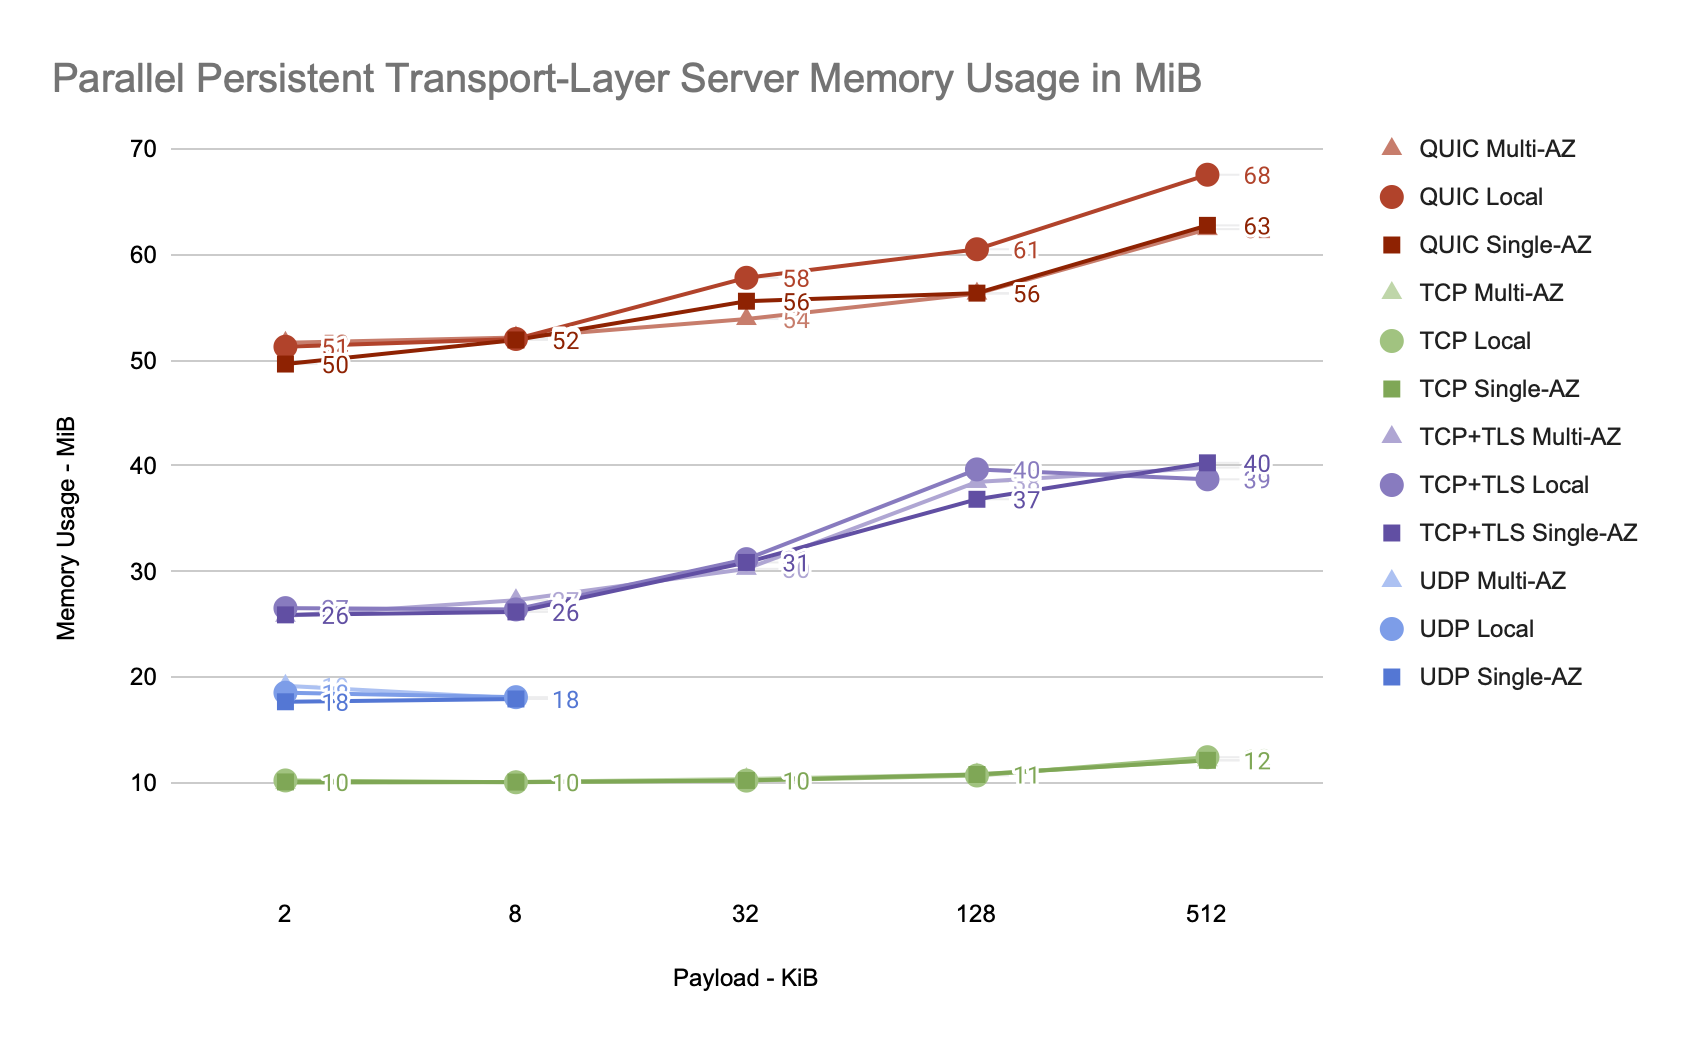 Parallel Persistent Transport-Layer Server Memory Usage in MiB
70
60
50
40
30
20
10
Memory Usage - MiB
2
8
32
128
512
Payload - KiB
68
63
61
56
58
56
54
52
51
50
40
39
40
38
37
31
30
27
26
27
26
19
18
18
18
10
10
10
11
12
QUIC Multi-AZ
QUIC Local
QUIC Single-AZ
TCP Multi-AZ
TCP Local
TCP Single-AZ
TCP+TLS Multi-AZ
TCP+TLS Local
TCP+TLS Single-AZ
UDP Multi-AZ
UDP Local
UDP Single-AZ